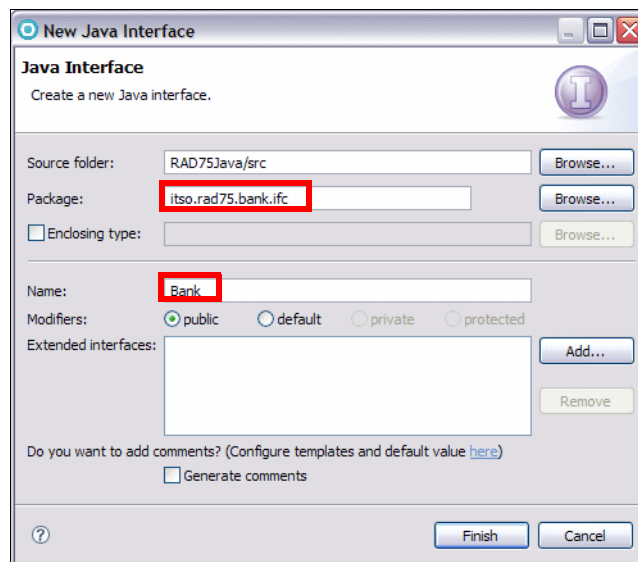 New Java Interface
Java Interface
Create a new Java interface.
I
Source folder: RAD75Java/src Browse...
Package: itso.rad75.bank.ifc Browse...
Enclosing type: Browse...
Name: Bank
Modifiers: public default private protected
Extended interfaces: Add...
Remove
Do you want to add comments? (Configure templates and default value here)
Generate comments
? Finish Cancel